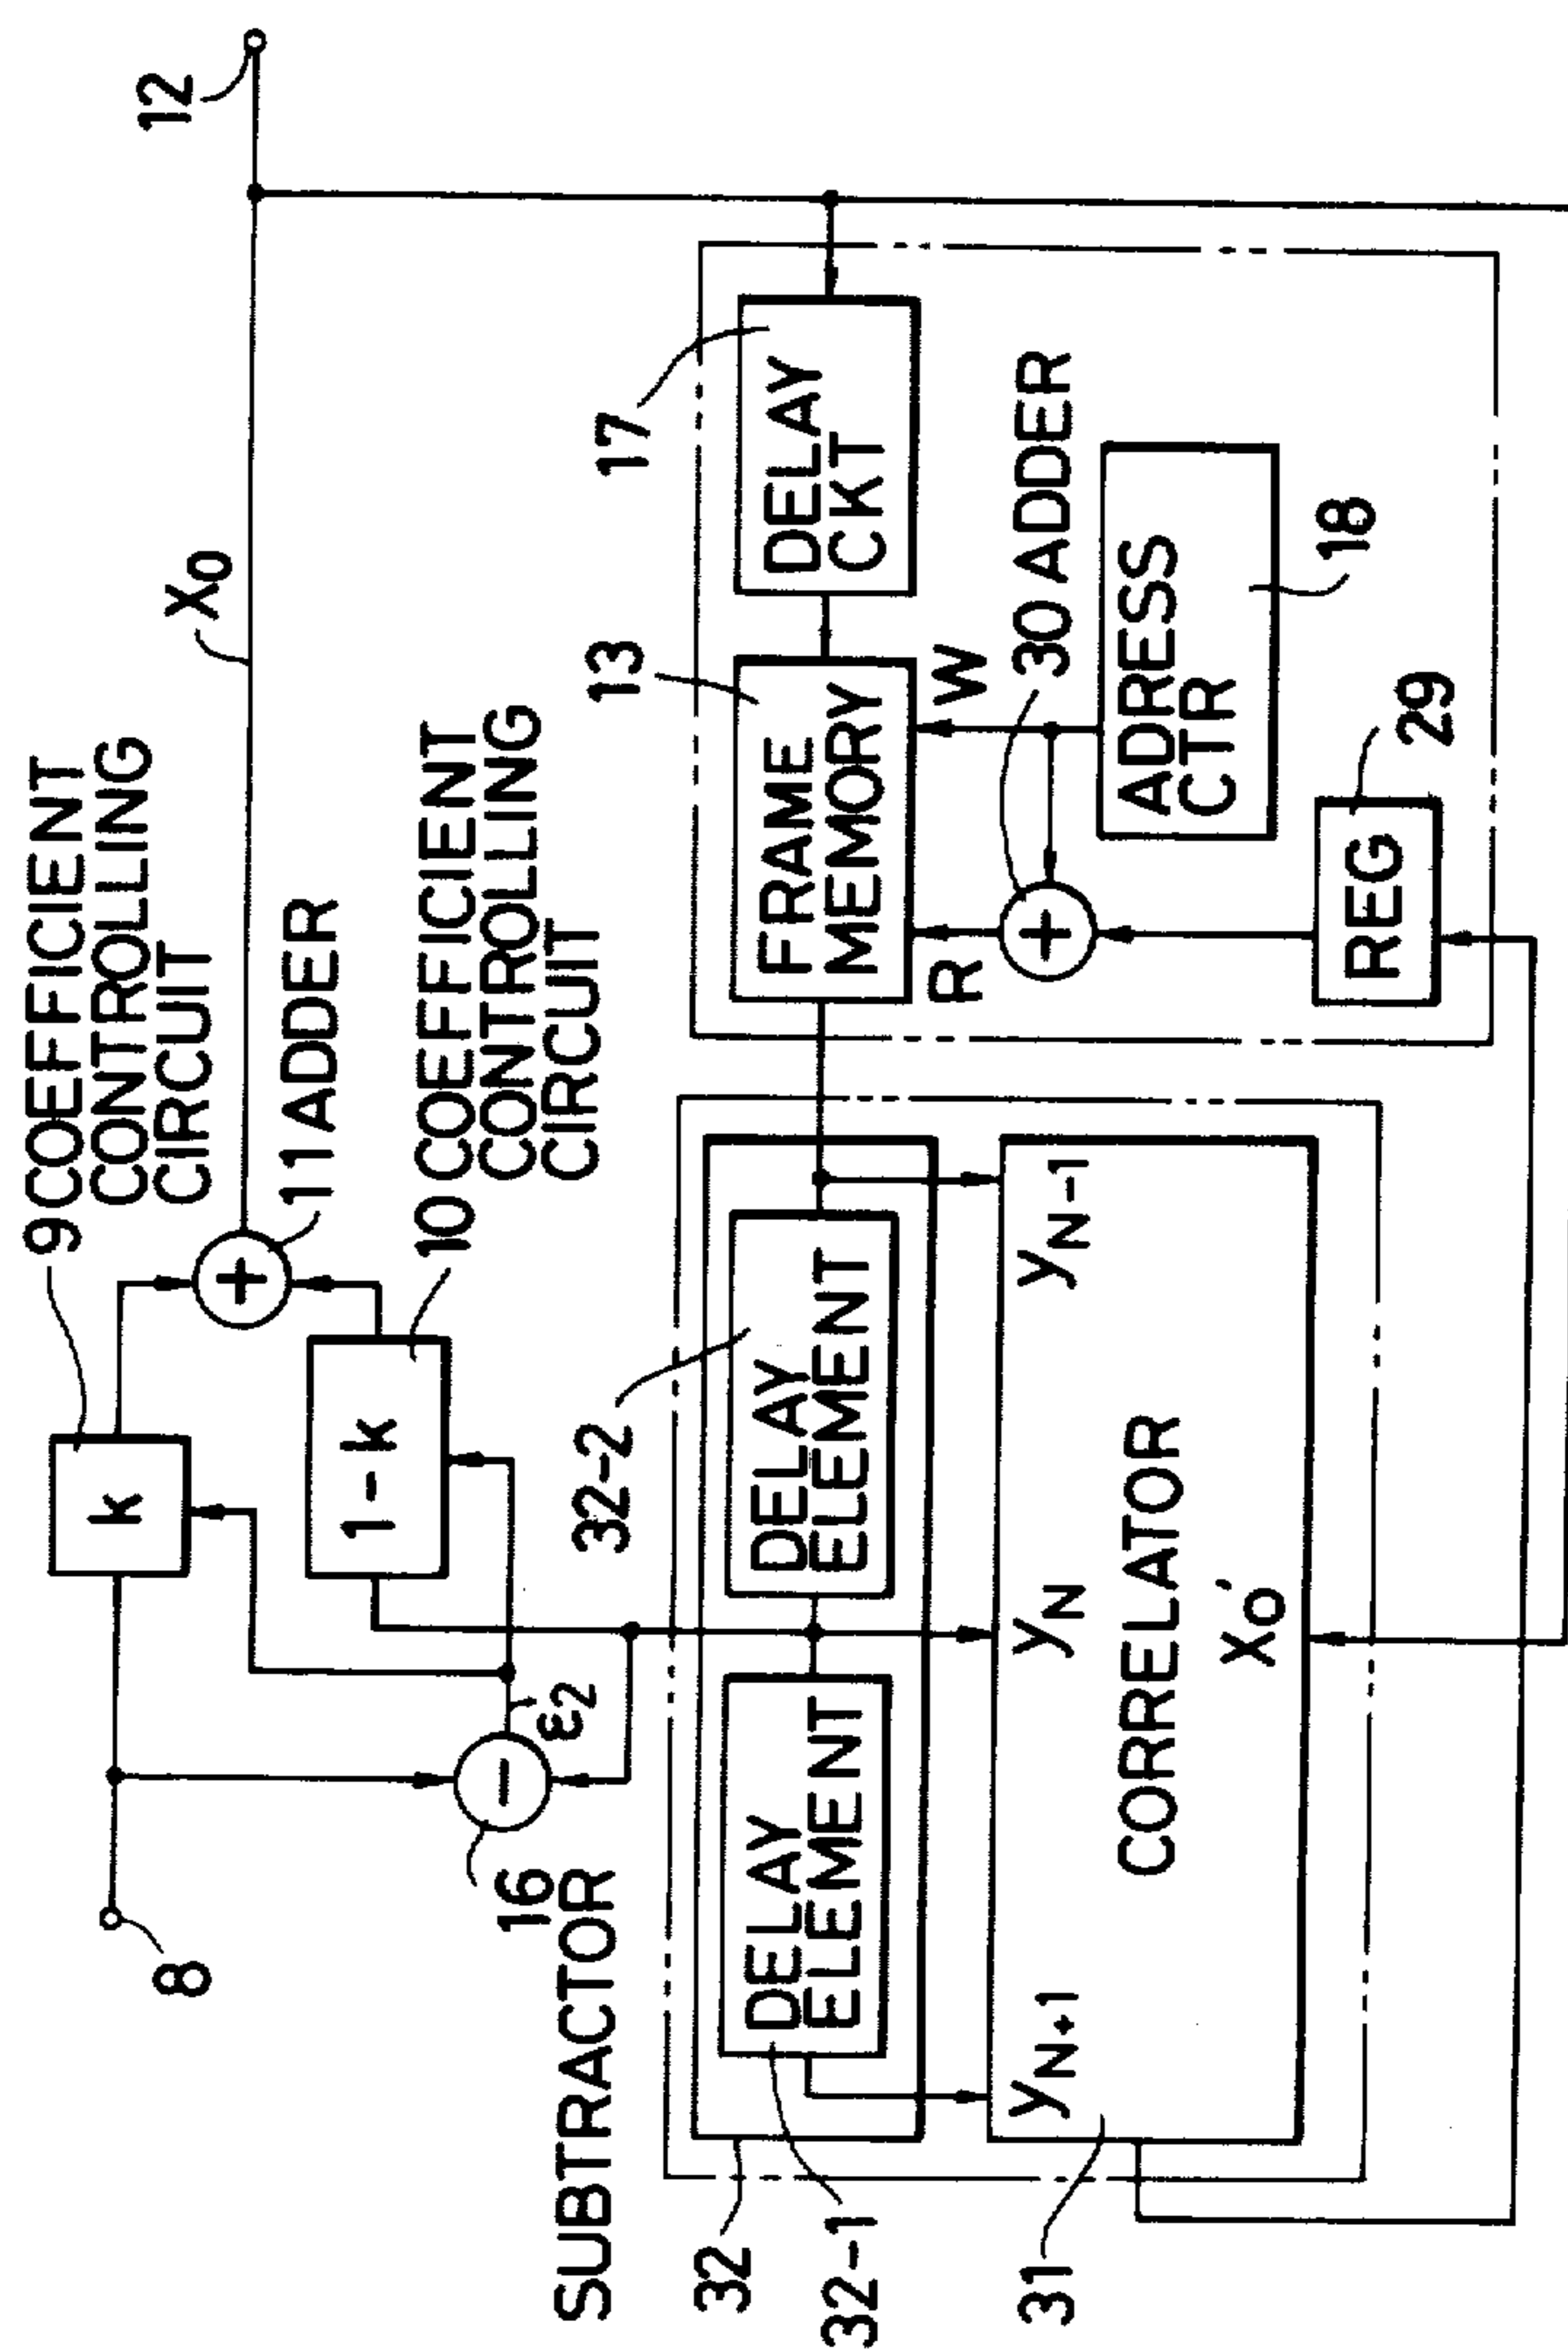 9 COEFFICIENT
CONTROLLING
CIRCUIT
X0
12
k
11 ADDER
8
1-k
10 COEFFICIENT
CONTROLLING
CIRCUIT
ε2
16
SUBTRACTOR
32-2
13
17
32
DELAY
ELEMENT
DELAY
ELEMENT
FRAME
MEMORY
DELAY
CKT
32-1
R
W
30 ADDER
yN+1
yN
yN-1
31
CORRELATOR
ADDRESS
CTR
X0'
18
REG
29